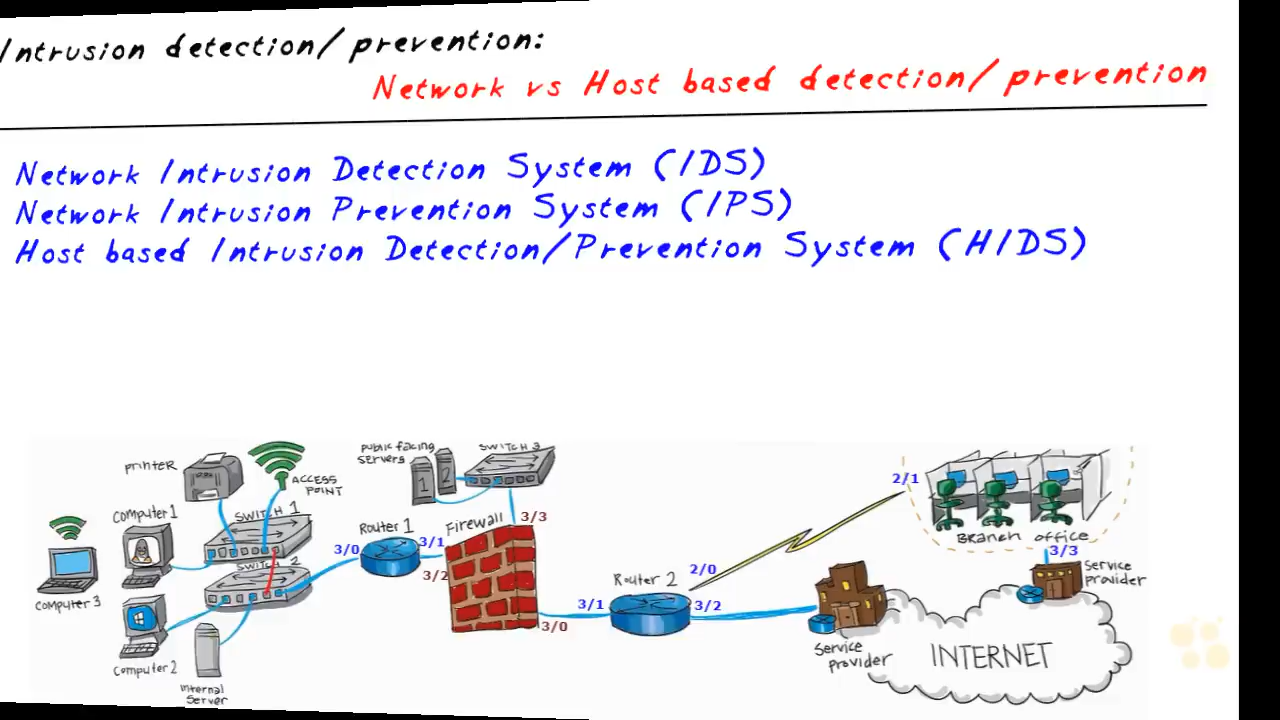 Intrusion detection/prevention:
Network vs Host based detection/prevention
Network Intrusion Detection System (IDS)
Network Intrusion Prevention System (IPS)
Host based Intrusion Detection/Prevention System (HIDS)
printer
ACCESS
POINT
Computer 1
SWITCH 1
Computer 3
SWITCH 2
Computer 2
Internal
Server
public facing
servers
1
2
SWITCH 3
Router 1
3/0
3/1
Firewall
3/3
3/2
3/0
3/1
Router 2
2/0
3/2
2/1
Branch office
3/3
Service
provider
Service
provider
INTERNET